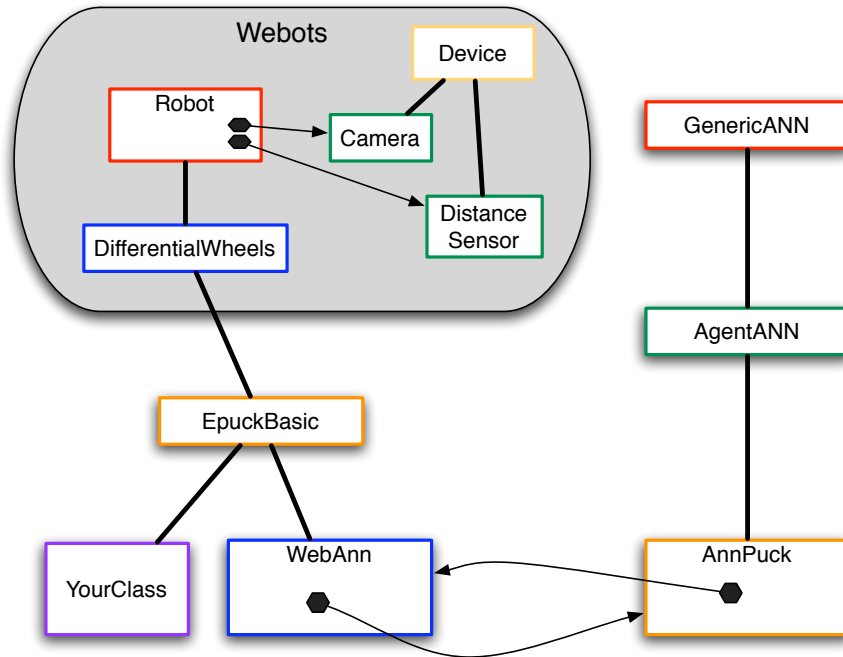 Webots
Device
Robot
Camera
GenericANN
Distance
Sensor
DifferentialWheels
AgentANN
EpuckBasic
WebAnn
AnnPuck
YourClass